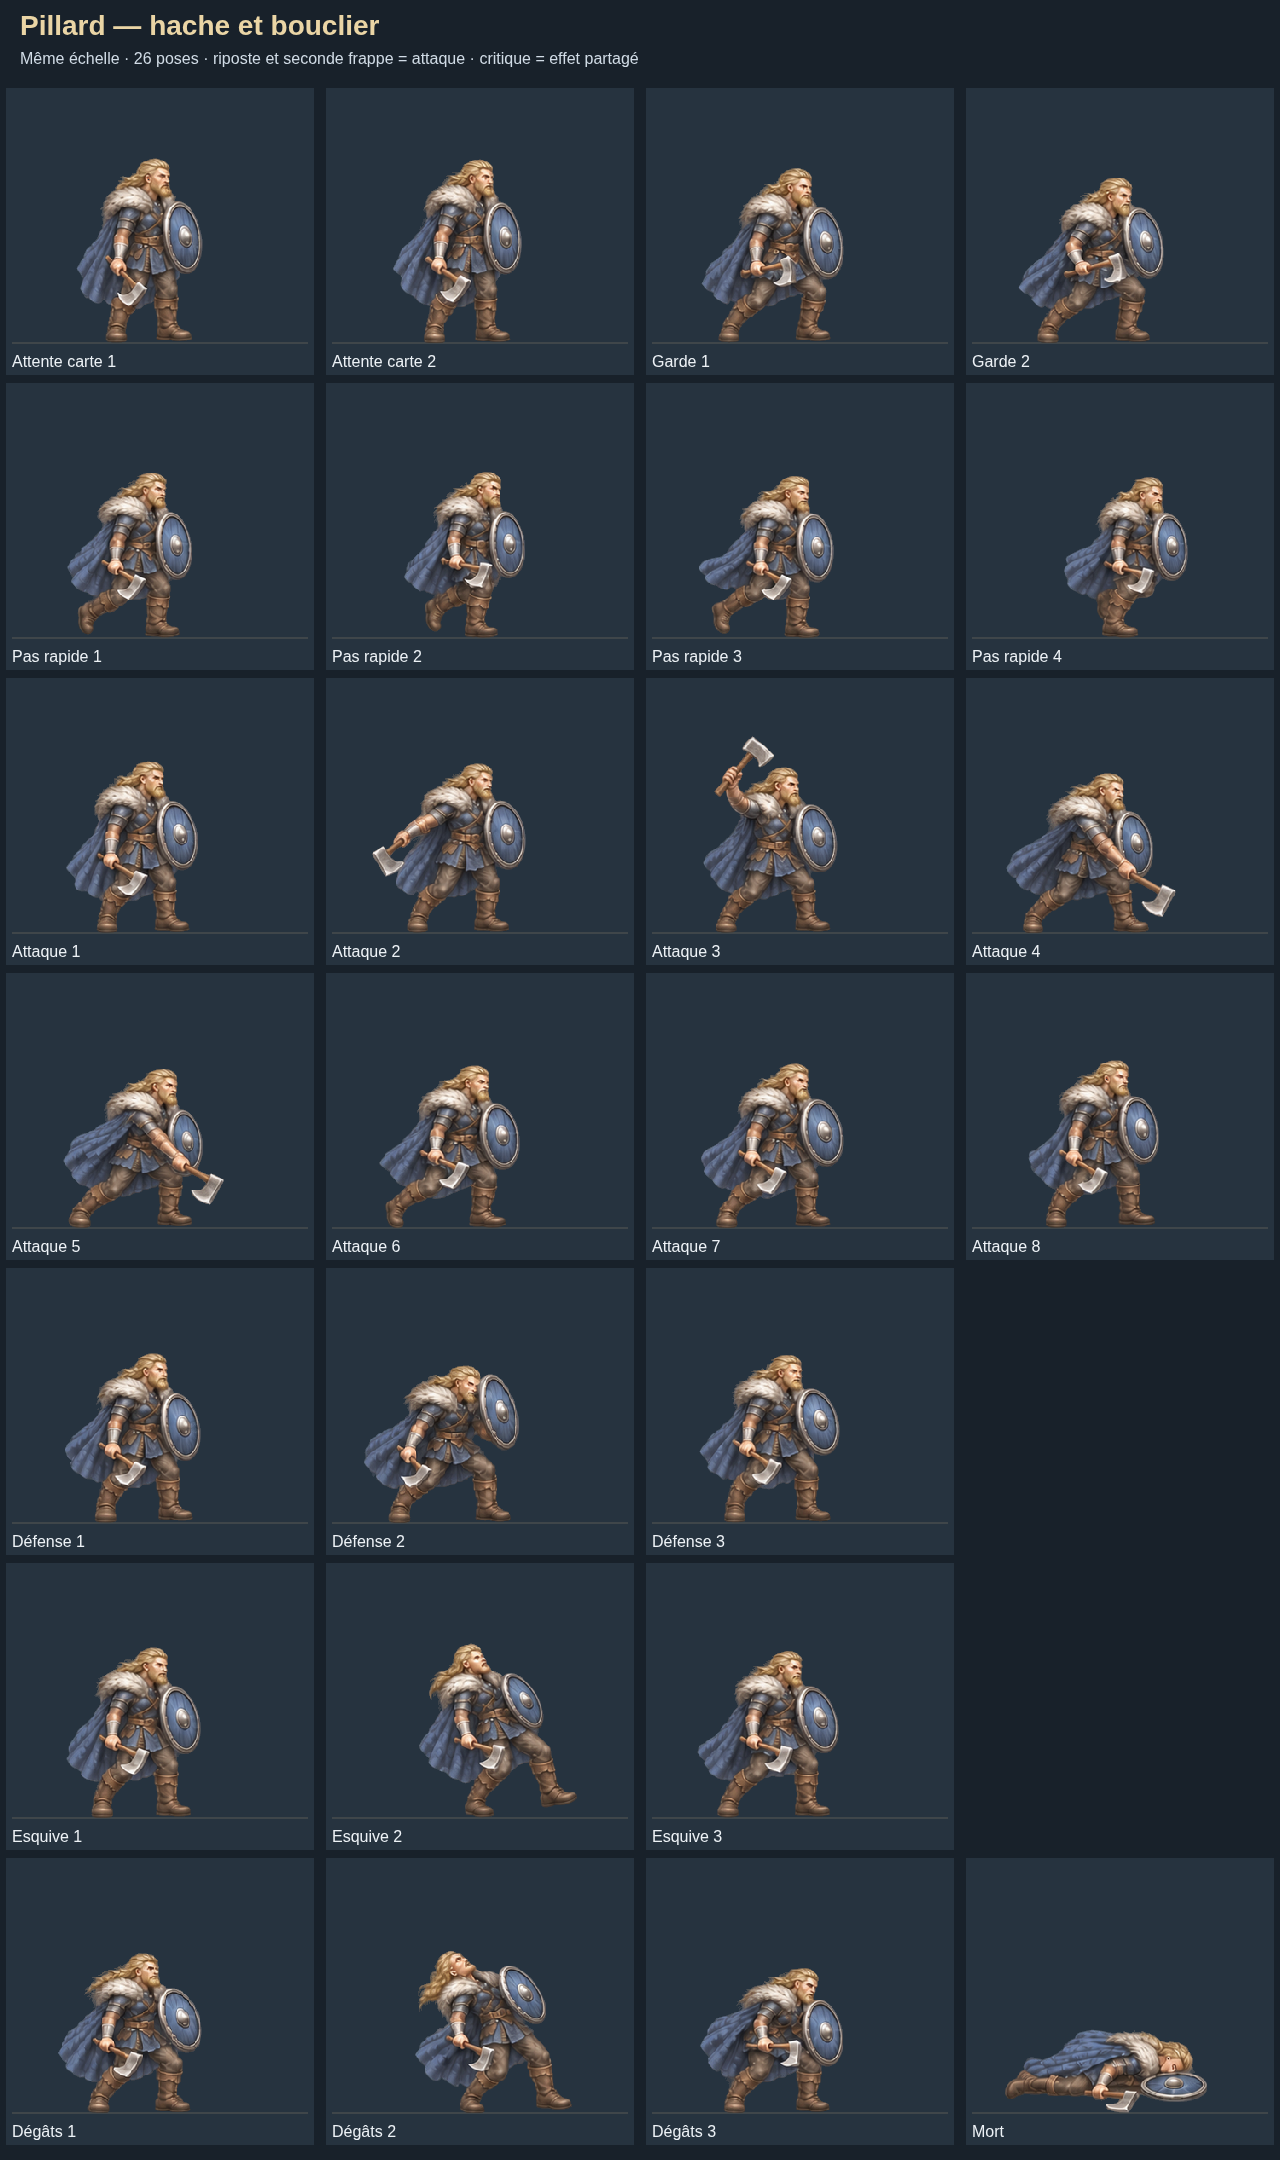 Pillard — hache et bouclier
Même échelle · 26 poses · riposte et seconde frappe = attaque · critique = effet partagé
Attente carte 1
Attente carte 2
Garde 1
Garde 2
Pas rapide 1
Pas rapide 2
Pas rapide 3
Pas rapide 4
Attaque 1
Attaque 2
Attaque 3
Attaque 4
Attaque 5
Attaque 6
Attaque 7
Attaque 8
Défense 1
Défense 2
Défense 3
Esquive 1
Esquive 2
Esquive 3
Dégâts 1
Dégâts 2
Dégâts 3
Mort